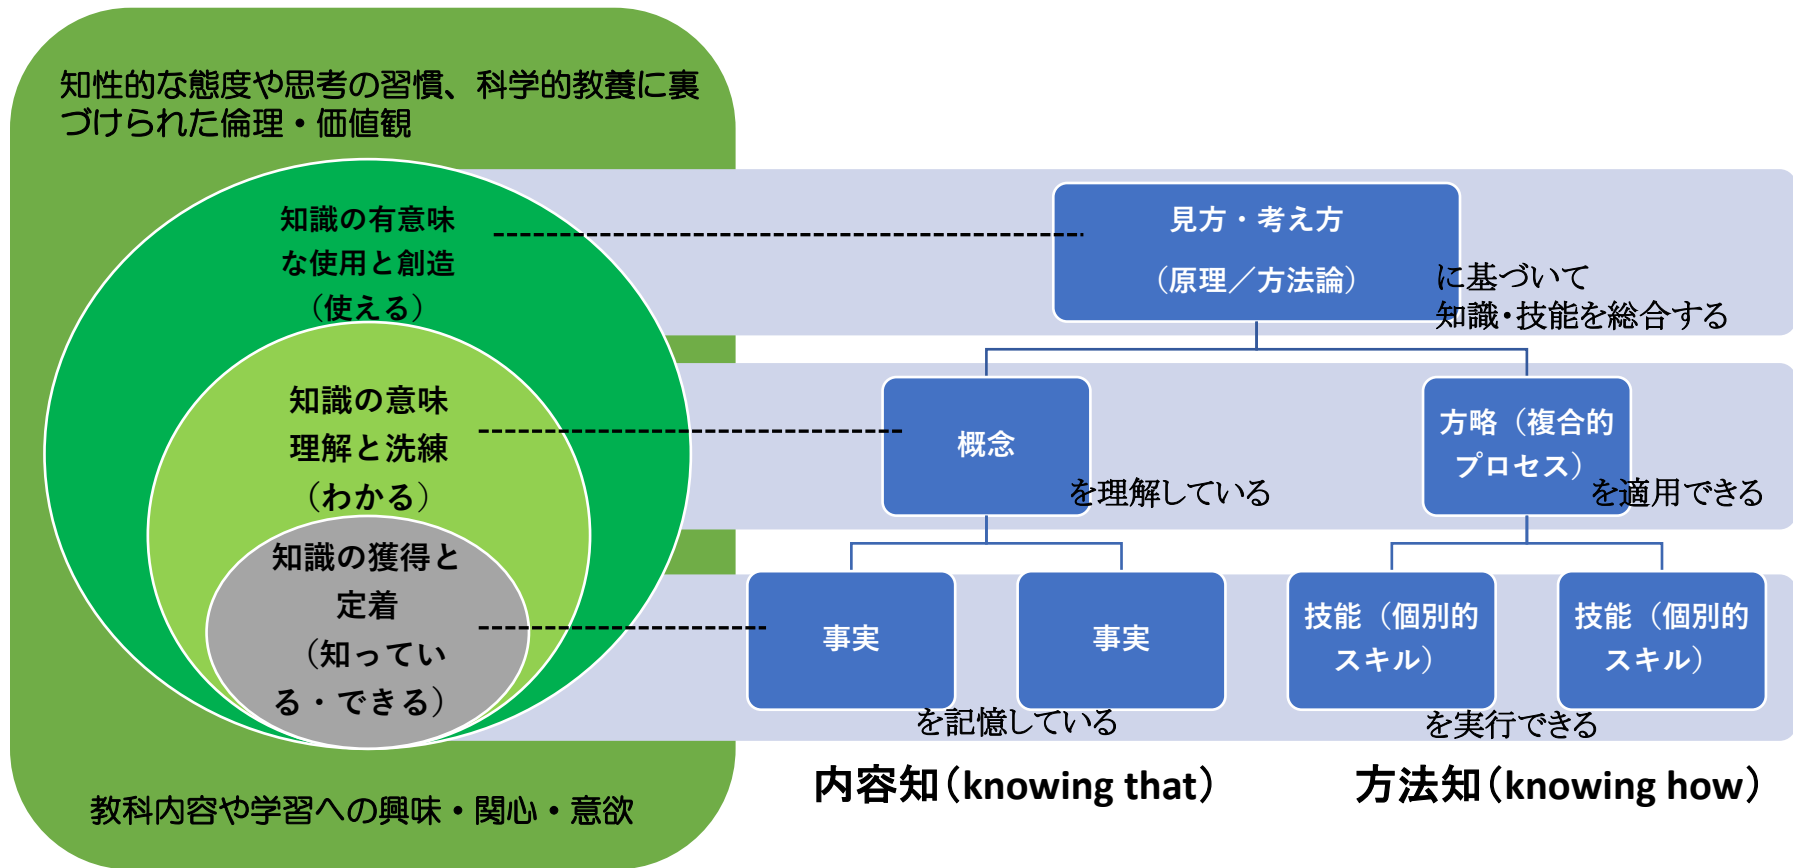 知性的な態度や思考の習慣、科学的教養に裏
づけられた倫理・価値観
知識の有意味
な使用と創造
（使える）
知識の意味
理解と洗練
（わかる）
知識の獲得と
定着
（知ってい
る・できる）
教科内容や学習への興味・関心・意欲
見方・考え方
（原理／方法論）
に基づいて
知識・技能を総合する
概念
を理解している
方略（複合的
プロセス）
を適用できる
事実
事実
を記憶している
技能（個別的
スキル）
技能（個別的
スキル）
を実行できる
内容知（knowing that）
方法知（knowing how）